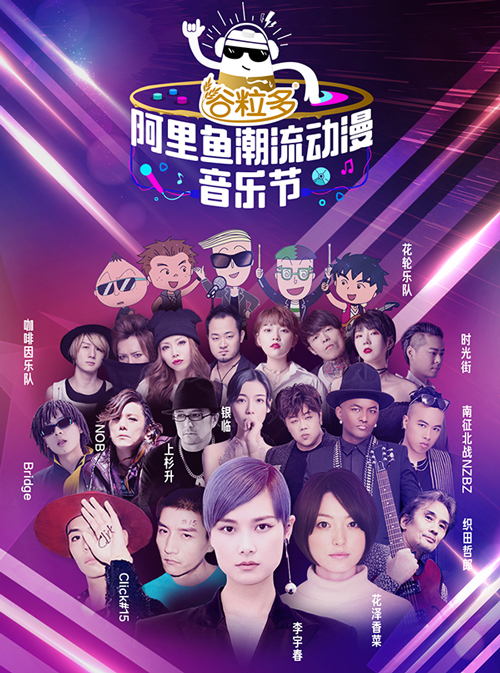 谷粒多
阿里鱼潮流动漫
音乐节
花轮乐队
咖啡因乐队
时光街
银临
南征北战NZBZ
NOB
上杉升
Bridge
织田哲郎
Click#15
花泽香菜
李宇春